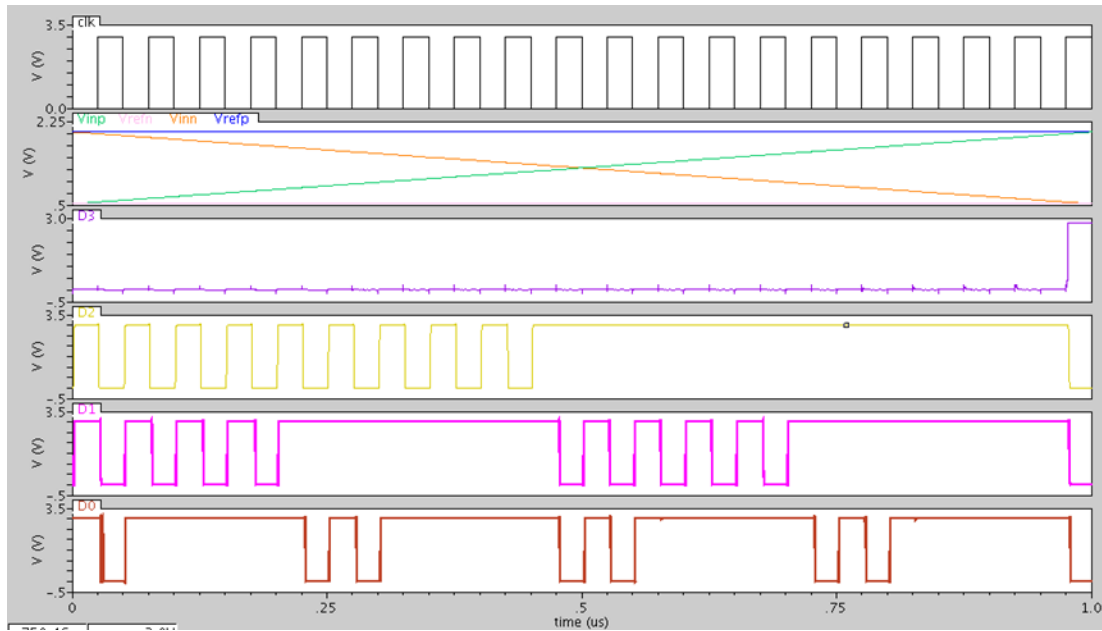 clk
3.5
V (V)
0.0
Vinp Vrefn Vinn Vrefp
2.25
V (V)
.5
D3
3.0
V (V)
-.5
D2
3.5
V (V)
-.5
D1
3.5
V (V)
-.5
D0
3.5
V (V)
-.5
0 .25 .5 .75 1.0
time (us)